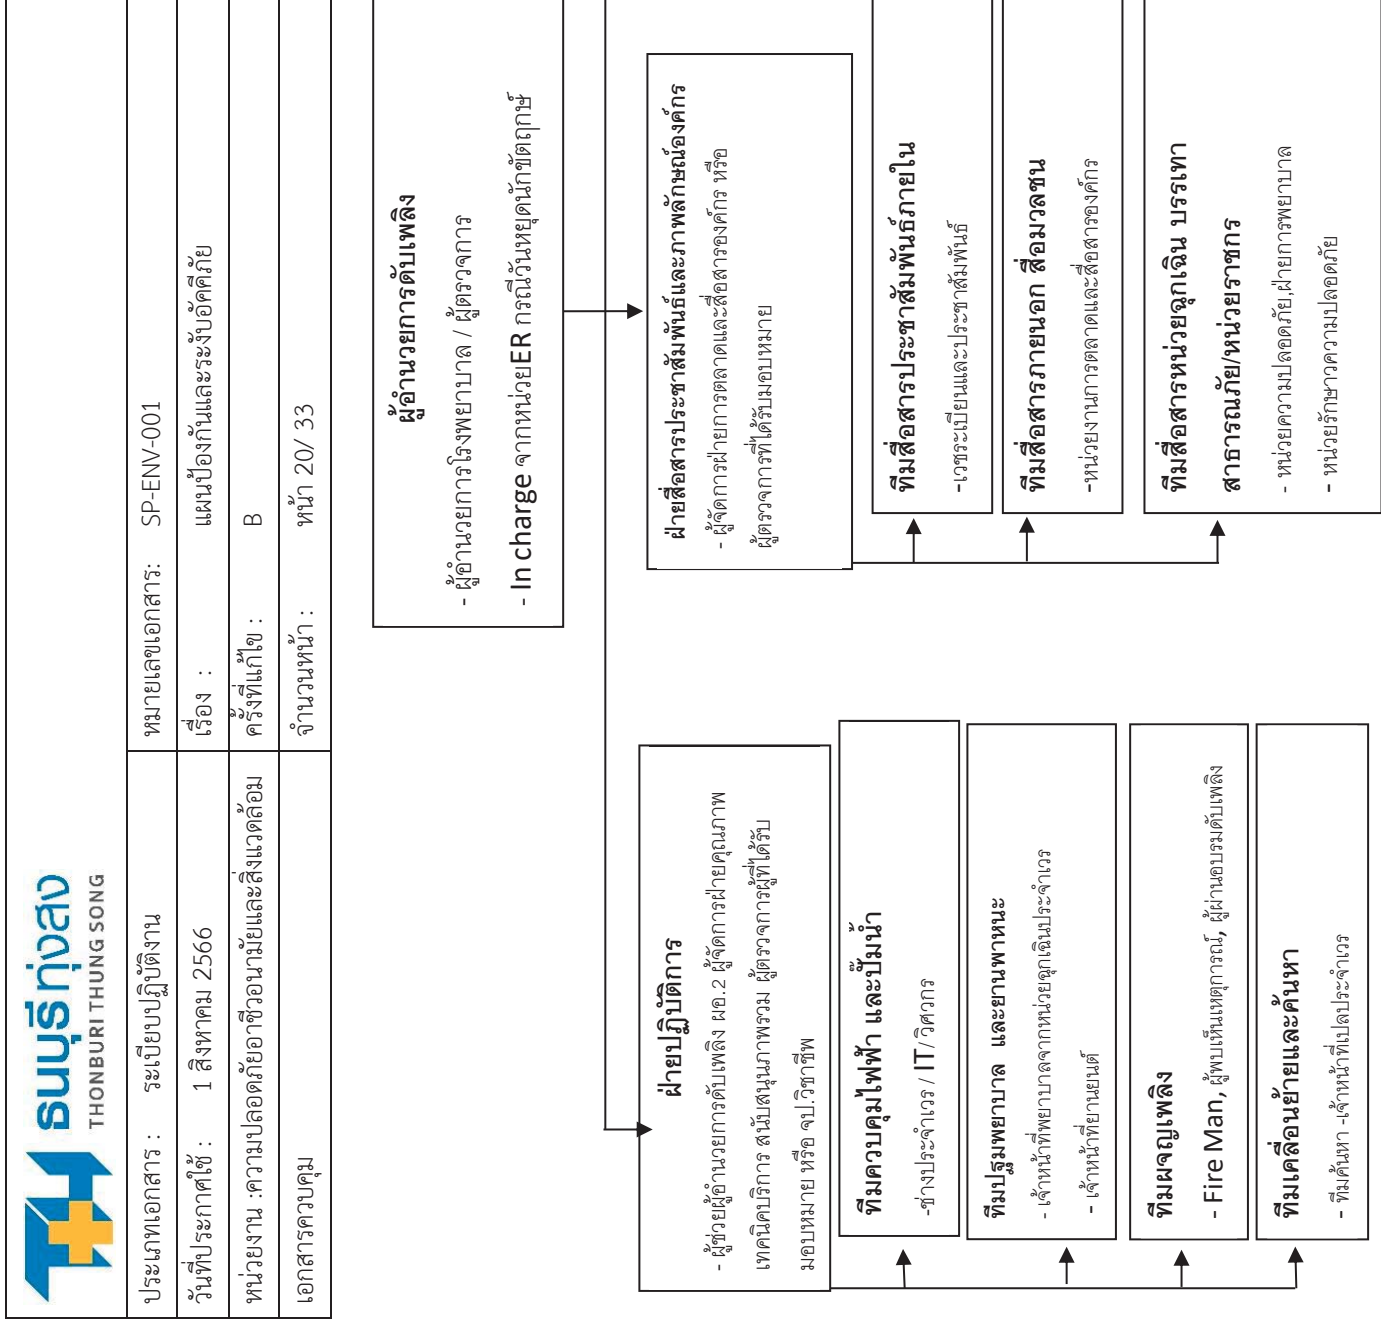 ธนบุรีทุ่งสง
THONBURI THUNG SONG
ประเภทเอกสาร : ระเบียบปฏิบัติงาน หมายเลขเอกสาร: SP-ENV-001
วันที่ประกาศใช้ : 1 สิงหาคม 2566 เรื่อง : แผนป้องกันและระงับอัคคีภัย
หน่วยงาน :ความปลอดภัยอาชีวอนามัยและสิ่งแวดล้อม ครั้งที่แก้ไข : B
เอกสารควบคุม จำนวนหน้า : หน้า 20/ 33
ผู้อำนวยการดับเพลิง
- ผู้อำนวยการโรงพยาบาล / ผู้ตรวจการ
- In charge จากหน่วยER กรณีวันหยุดนักขัตฤกษ์
ฝ่ายปฏิบัติการ
- ผู้ช่วยผู้อำนวยการดับเพลิง ผอ.2 ผู้จัดการฝ่ายคุณภาพ
เทคนิคบริการ สนับสนุนภาพรวม ผู้ตรวจการผู้ที่ได้รับ
มอบหมาย หรือ จป.วิชาชีพ
ทีมควบคุมไฟฟ้า และปั๊มน้ำ
-ช่างประจำเวร / IT/ วิศวกร
ทีมปฐมพยาบาล และยานพาหนะ
- เจ้าหน้าที่พยาบาลจากหน่วยฉุกเฉินประจำเวร
- เจ้าหน้าที่ยานยนต์
ทีมผจญเพลิง
- Fire Man, ผู้พบเห็นเหตุการณ์, ผู้ผ่านอบรมดับเพลิง
ทีมเคลื่อนย้ายและค้นหา
- ทีมค้นหา -เจ้าหน้าที่เปลประจำเวร
ฝ่ายสื่อสารประชาสัมพันธ์และภาพลักษณ์องค์กร
- ผู้จัดการฝ่ายการตลาดและสื่อสารองค์กร หรือ
ผู้ตรวจการที่ได้รับมอบหมาย
ทีมสื่อสารประชาสัมพันธ์ภายใน
-เวชระเบียนและประชาสัมพันธ์
ทีมสื่อสารภายนอก สื่อมวลชน
-หน่วยงานการตลาดและสื่อสารองค์กร
ทีมสื่อสารหน่วยฉุกเฉิน บรรเทา
สาธารณภัย/หน่วยราชกร
- หน่วยความปลอดภัย,ฝ่ายการพยาบาล
- หน่วยรักษาวความปลอดภัย